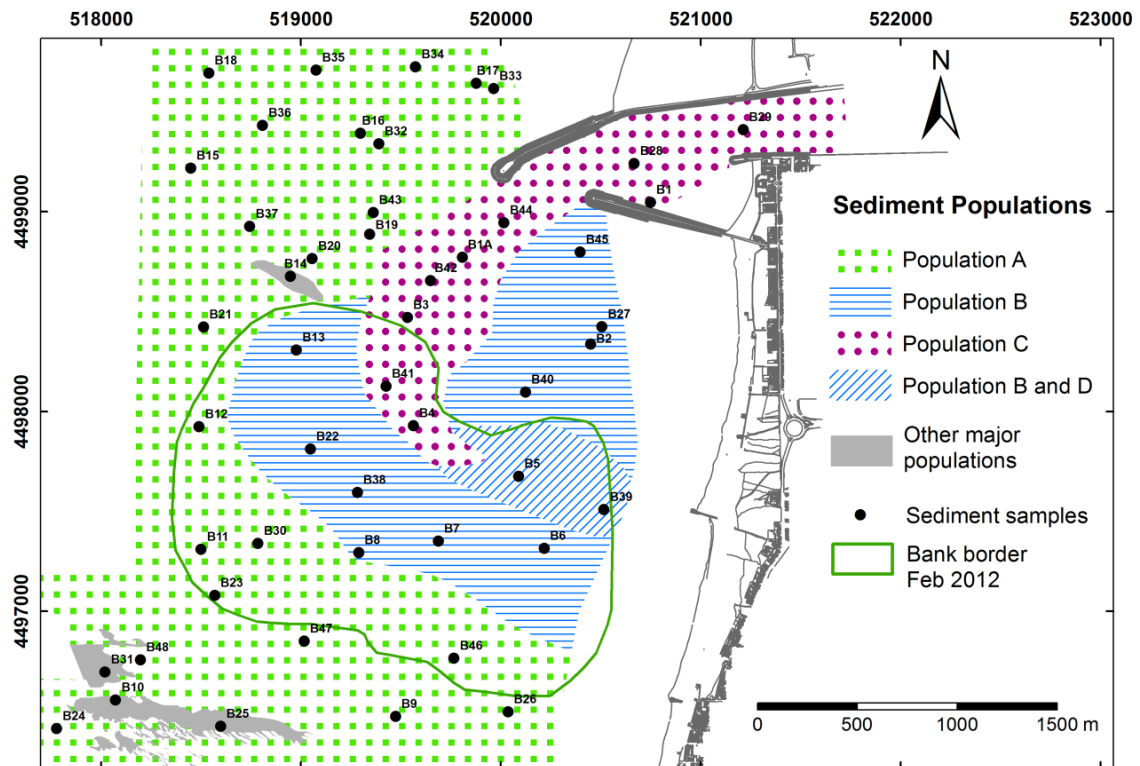 518000 519000 520000 521000 522000 523000
4499000
4498000
4497000
B18
B35
B34
B17
B33
B36
B16
B32
B29
B15
B28
B1
B43
B37
B19
B44
B20
B1A
B45
B14
B42
B3
B21
B27
B13
B2
B41
B40
B12
B4
B22
B5
B38
B39
B11
B30
B8
B7
B6
B23
B47
B46
B48
B31
B10
B24
B25
B9
B26
N
Sediment Populations
Population A
Population B
Population C
Population B and D
Other major
populations
Sediment samples
Bank border
Feb 2012
0 500 1000 1500 m